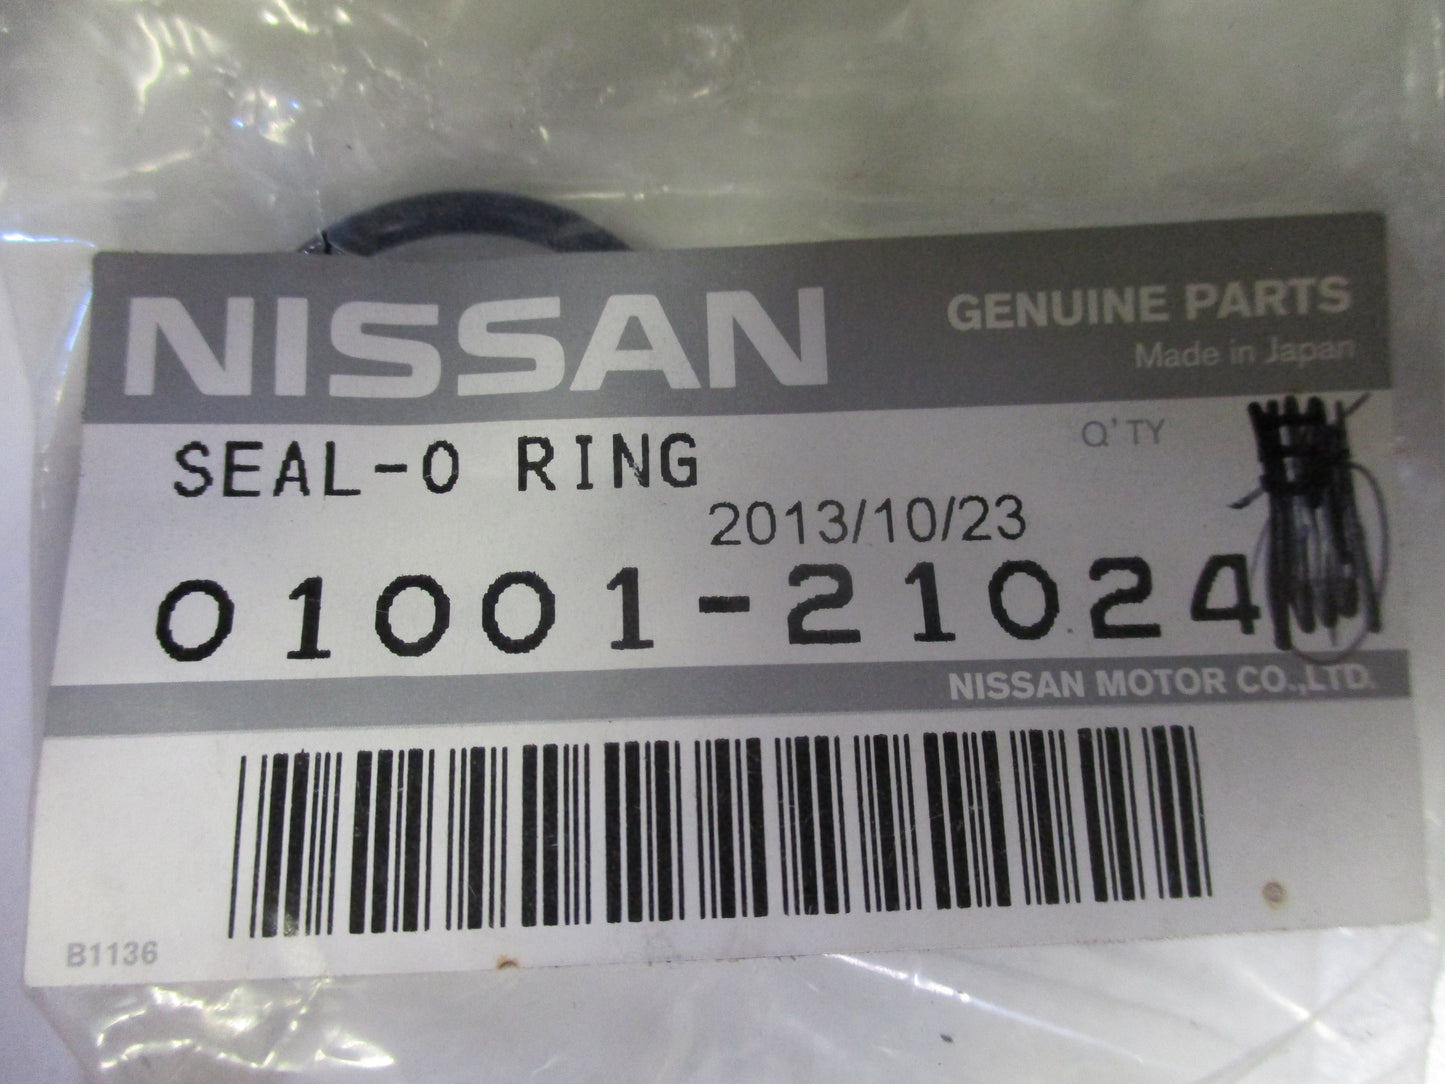 NISSAN
GENUINE PARTS
Made in Japan
SEAL-O RING
Q'TY
2013/10/23
01001-21024
NISSAN MOTOR CO.,LTD.
B1136